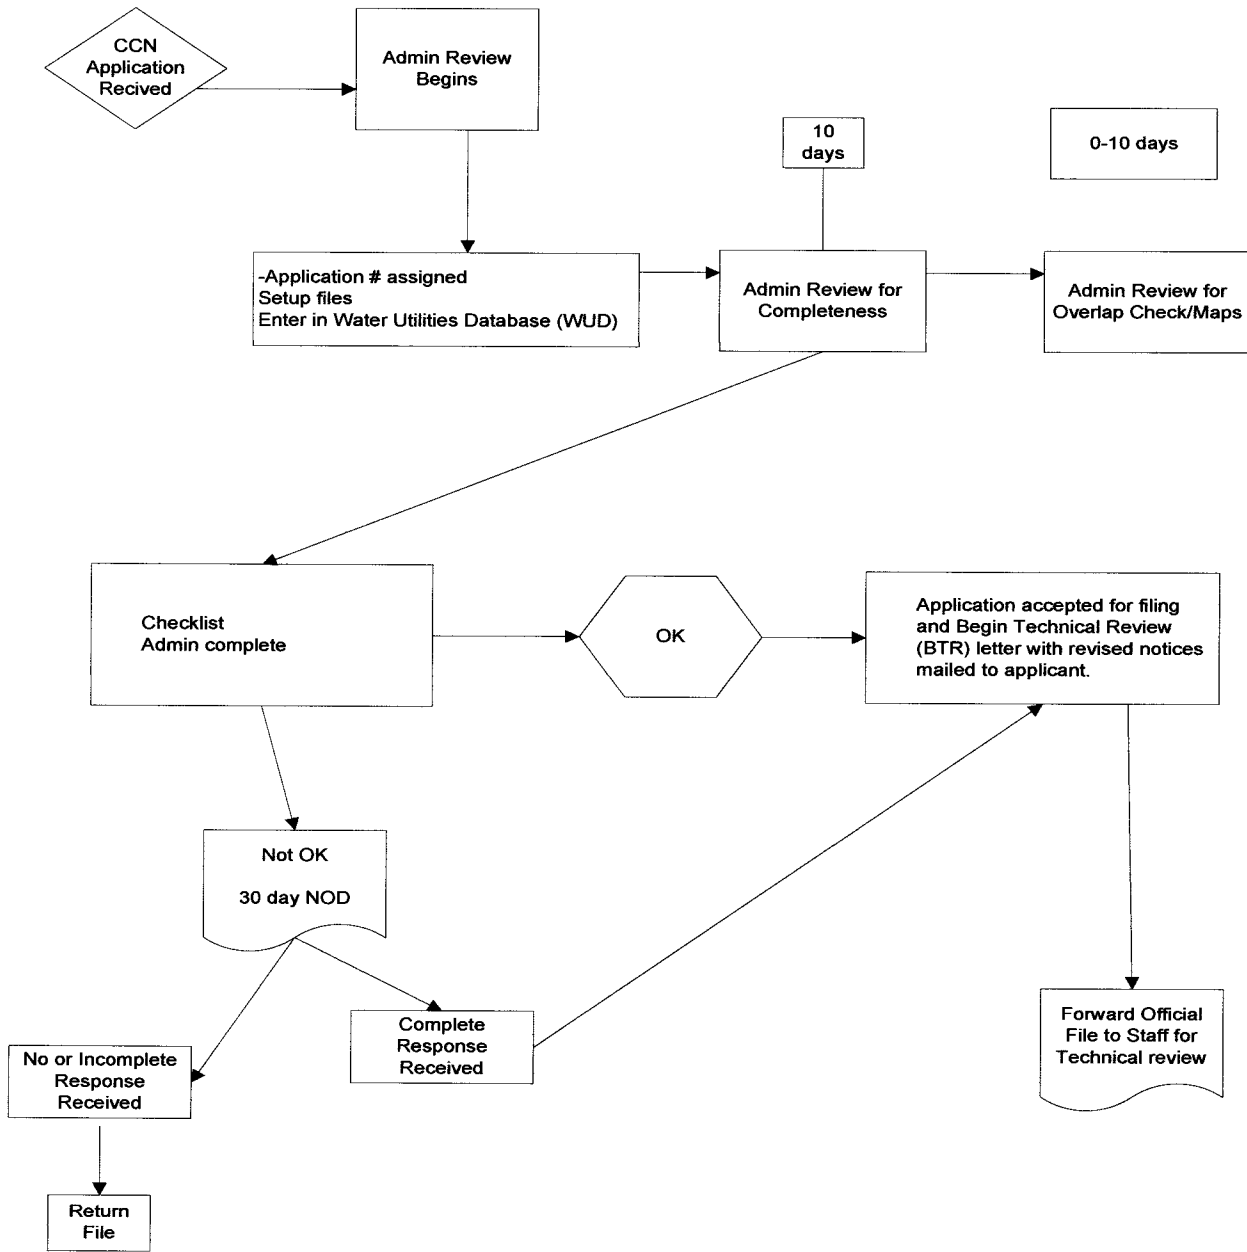 CCN
Application
Recived
Admin Review
Begins
10
days
0-10 days
-Application # assigned
Setup files
Enter in Water Utilities Database (WUD)
Admin Review for
Completeness
Admin Review for
Overlap Check/Maps
Checklist
Admin complete
OK
Application accepted for filing
and Begin Technical Review
(BTR) letter with revised notices
mailed to applicant.
Not OK
30 day NOD
Complete
Response
Received
No or Incomplete
Response
Received
Forward Official
File to Staff for
Technical review
Return
File